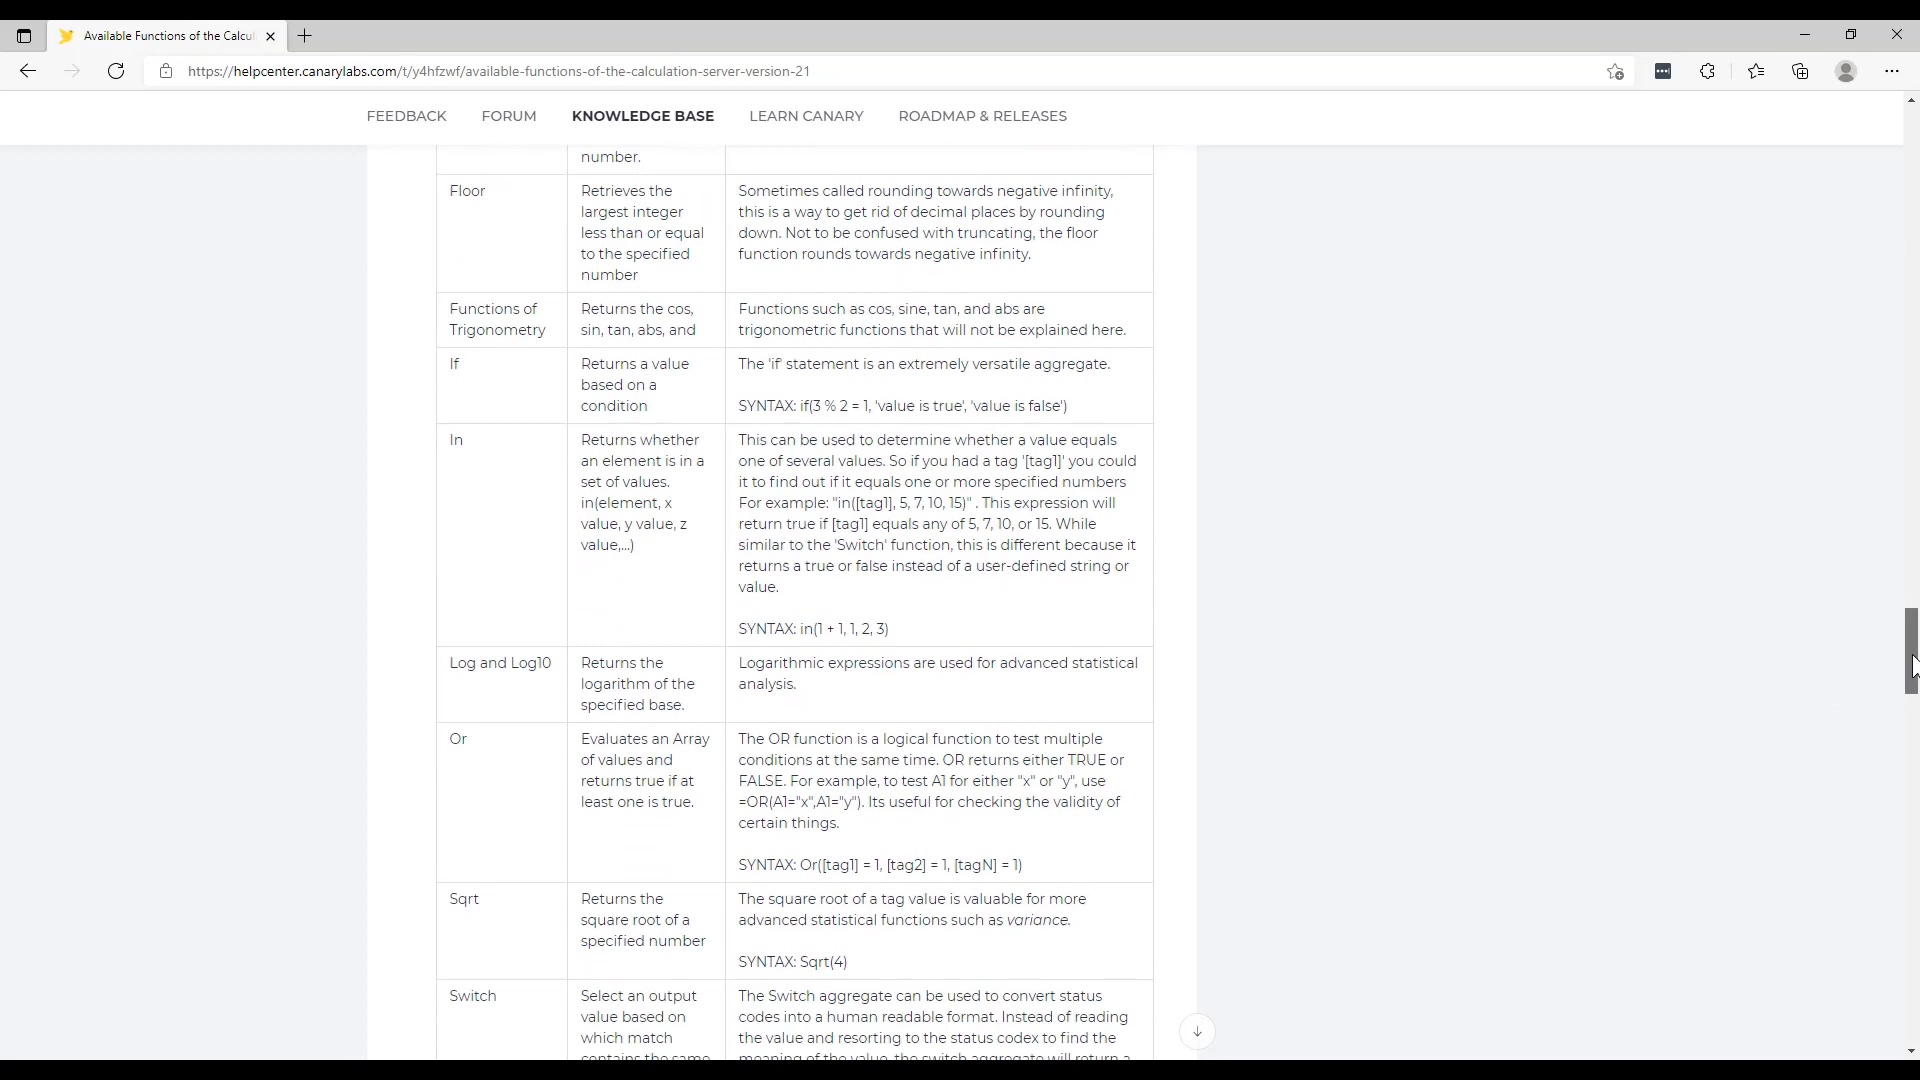 Available Functions of the Calcu
https://helpcenter.canarylabs.com/t/y4hfzwf/available-functions-of-the-calculation-server-version-21
FEEDBACK FORUM KNOWLEDGE BASE LEARN CANARY ROADMAP & RELEASES
number.
Floor
Retrieves the
largest integer
less than or equal
to the specified
number
Sometimes called rounding towards negative infinity,
this is a way to get rid of decimal places by rounding
down. Not to be confused with truncating, the floor
function rounds towards negative infinity.
Functions of
Trigonometry
Returns the cos,
sin, tan, abs, and
Functions such as cos, sine, tan, and abs are
trigonometric functions that will not be explained here.
If
Returns a value
based on a
condition
The 'if' statement is an extremely versatile aggregate.
SYNTAX: if(3 % 2 = 1, 'value is true', 'value is false')
In
Returns whether
an element is in a
set of values.
in(element, x
value, y value, z
value,...)
This can be used to determine whether a value equals
one of several values. So if you had a tag '[tag1]' you could
it to find out if it equals one or more specified numbers
For example: "in([tag1], 5, 7, 10, 15)" . This expression will
return true if [tag1] equals any of 5, 7, 10, or 15. While
similar to the 'Switch' function, this is different because it
returns a true or false instead of a user-defined string or
value.
SYNTAX: in(1 + 1, 1, 2, 3)
Log and Log10
Returns the
logarithm of the
specified base.
Logarithmic expressions are used for advanced statistical
analysis.
Or
Evaluates an Array
of values and
returns true if at
least one is true.
The OR function is a logical function to test multiple
conditions at the same time. OR returns either TRUE or
FALSE. For example, to test A1 for either "x" or "y", use
=OR(A1="x",A1="y"). Its useful for checking the validity of
certain things.
SYNTAX: Or([tag1] = 1, [tag2] = 1, [tagN] = 1)
Sqrt
Returns the
square root of a
specified number
The square root of a tag value is valuable for more
advanced statistical functions such as variance.
SYNTAX: Sqrt(4)
Switch
Select an output
value based on
which match
contains the same
The Switch aggregate can be used to convert status
codes into a human readable format. Instead of reading
the value and resorting to the status codex to find the
meaning of the value, the switch aggregate will return a